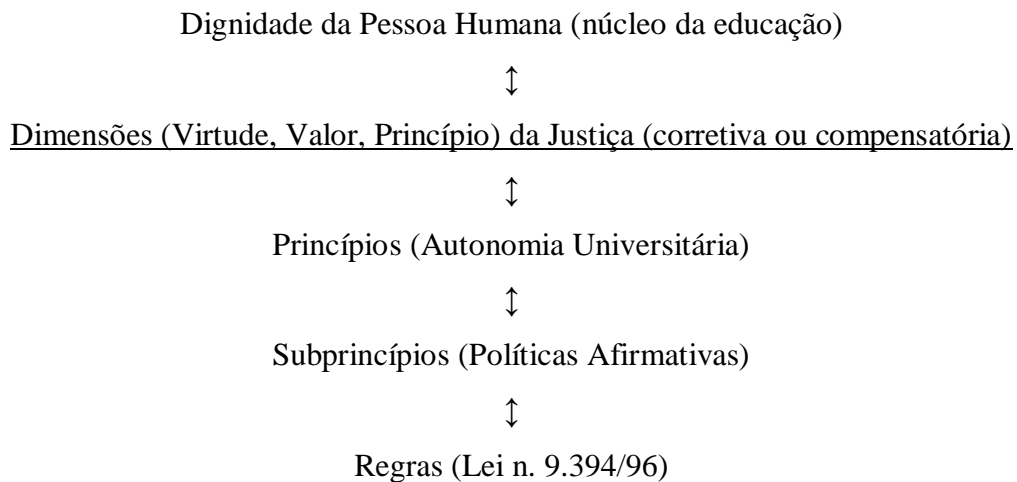 Dignidade da Pessoa Humana (núcleo da educação)
↕
Dimensões (Virtude, Valor, Princípio) da Justiça (corretiva ou compensatória)
↕
Princípios (Autonomia Universitária)
↕
Subprincípios (Políticas Afirmativas)
↕
Regras (Lei n. 9.394/96)